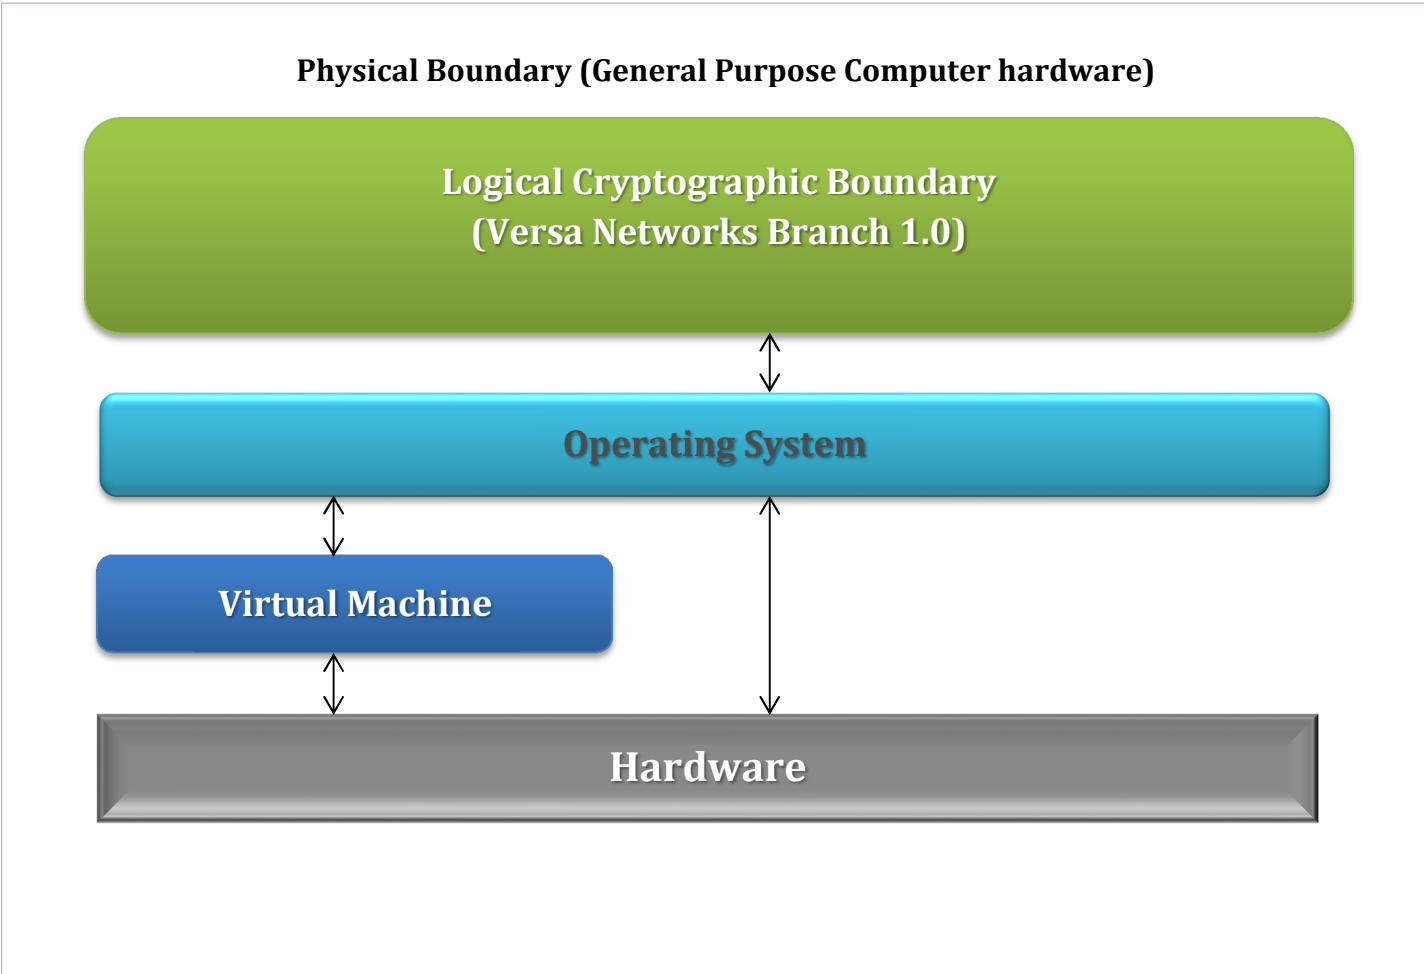 Physical Boundary (General Purpose Computer hardware)
Logical Cryptographic Boundary
(Versa Networks Branch 1.0)
Operating System
Virtual Machine
Hardware